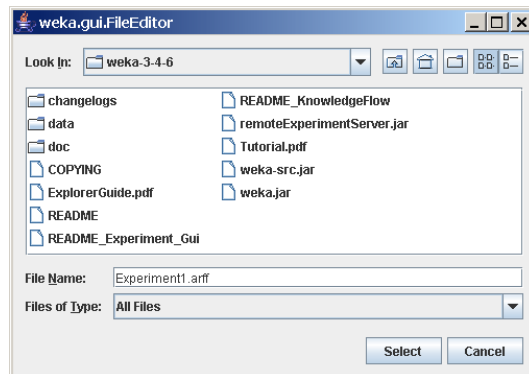 weka.gui.FileEditor
Look In: weka-3-4-6
changelogs
data
doc
COPYING
ExplorerGuide.pdf
README
README_Experiment_Gui
README_KnowledgeFlow
remoteExperimentServer.jar
Tutorial.pdf
weka-src.jar
weka.jar
File Name: Experiment1.arff
Files of Type: All Files
Select Cancel